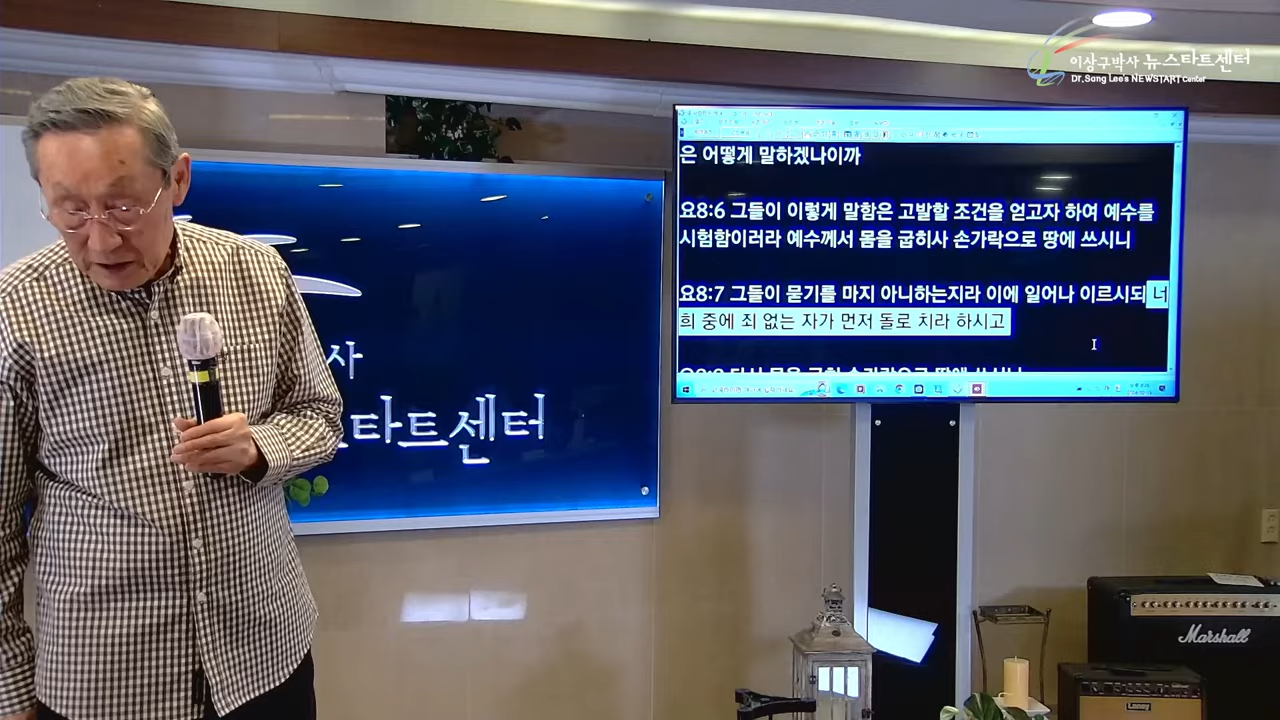 이상구박사 뉴스타트센터
Dr.Sang Lee's NEWSTART Center
은 어떻게 말하겠나이까
요8:6 그들이 이렇게 말함은 고발할 조건을 얻고자 하여 예수를
시험함이러라 예수께서 몸을 굽히사 손가락으로 땅에 쓰시니
요8:7 그들이 묻기를 마지 아니하는지라 이에 일어나 이르시되 너
희 중에 죄 없는 자가 먼저 돌로 치라 하시고
사
타트센터
Marshall
Laney